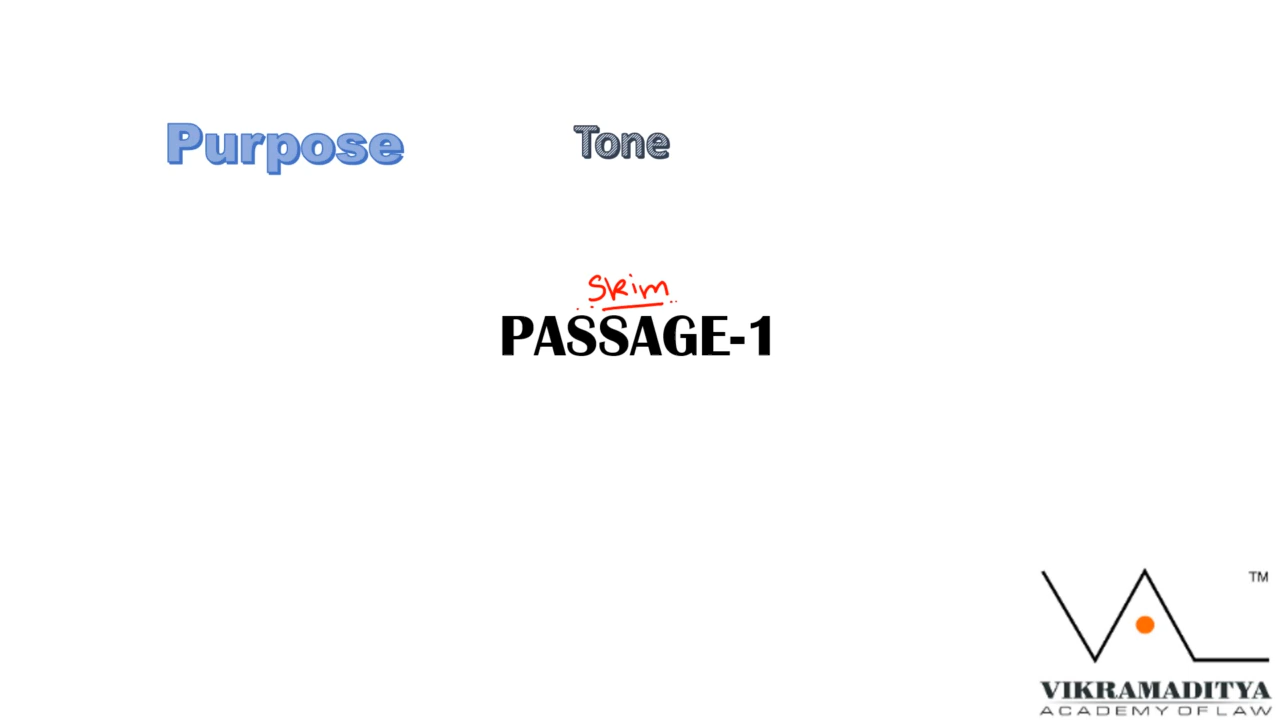 Purpose Tone
Skim
PASSAGE-1
TM
VIKRAMADITYA
ACADEMY OF LAW